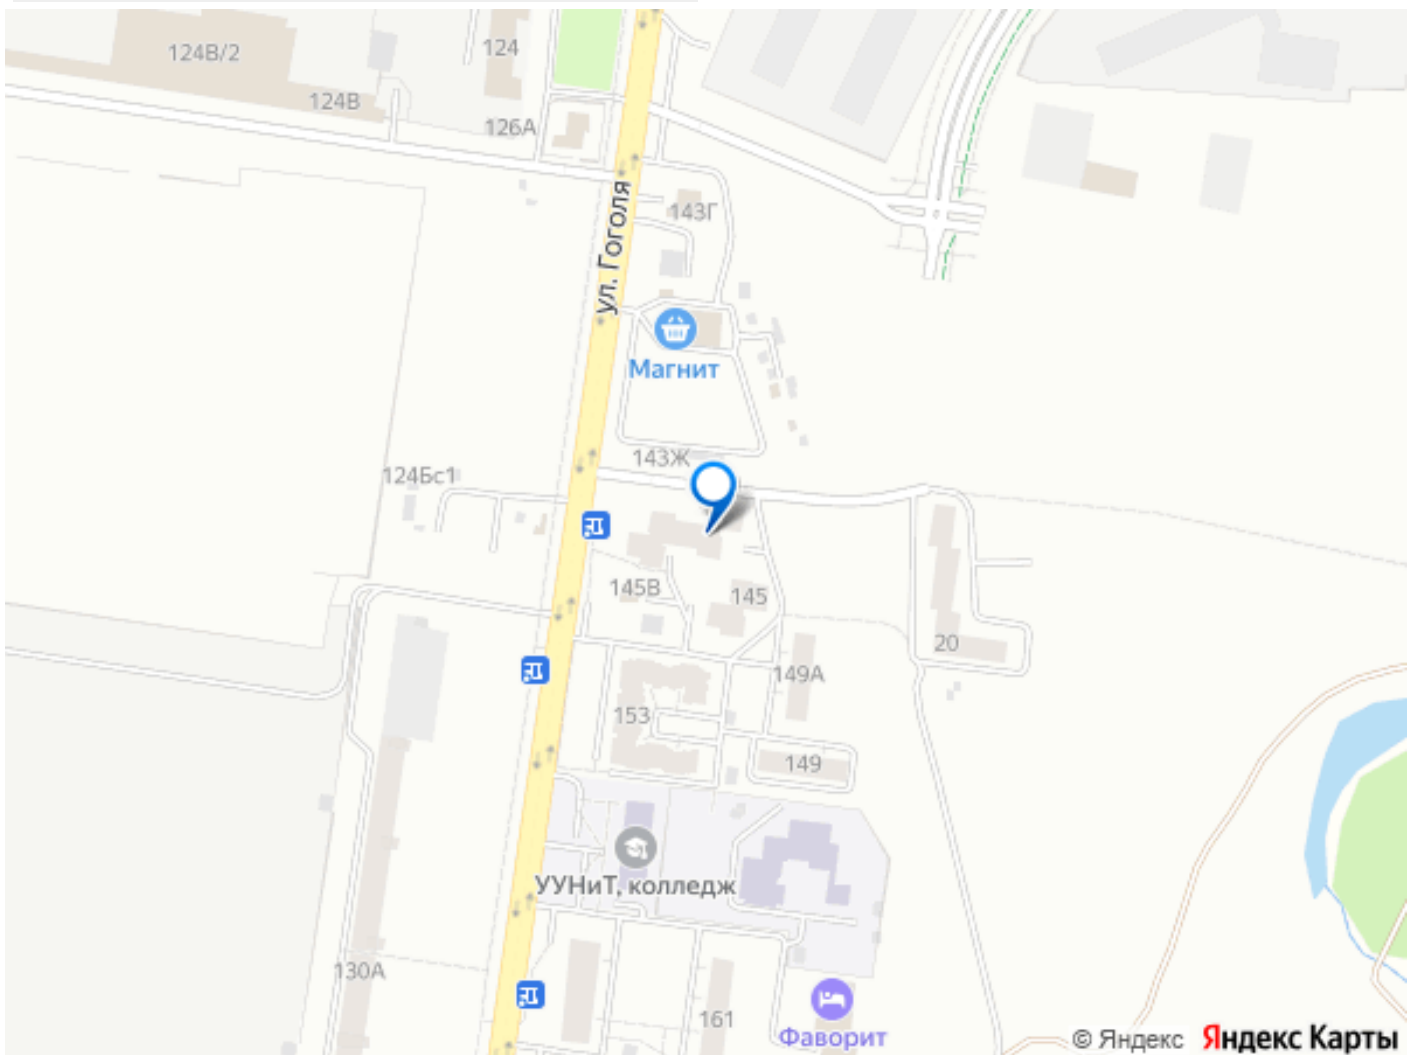 124В/2
124
124В
126А
143Г
ул. Гоголя
Магнит
143Ж
124Бс1
145В
145
20
149А
153
149
УУНиТ, колледж
130А
161
Фаворит
© Яндекс Яндекс Карты